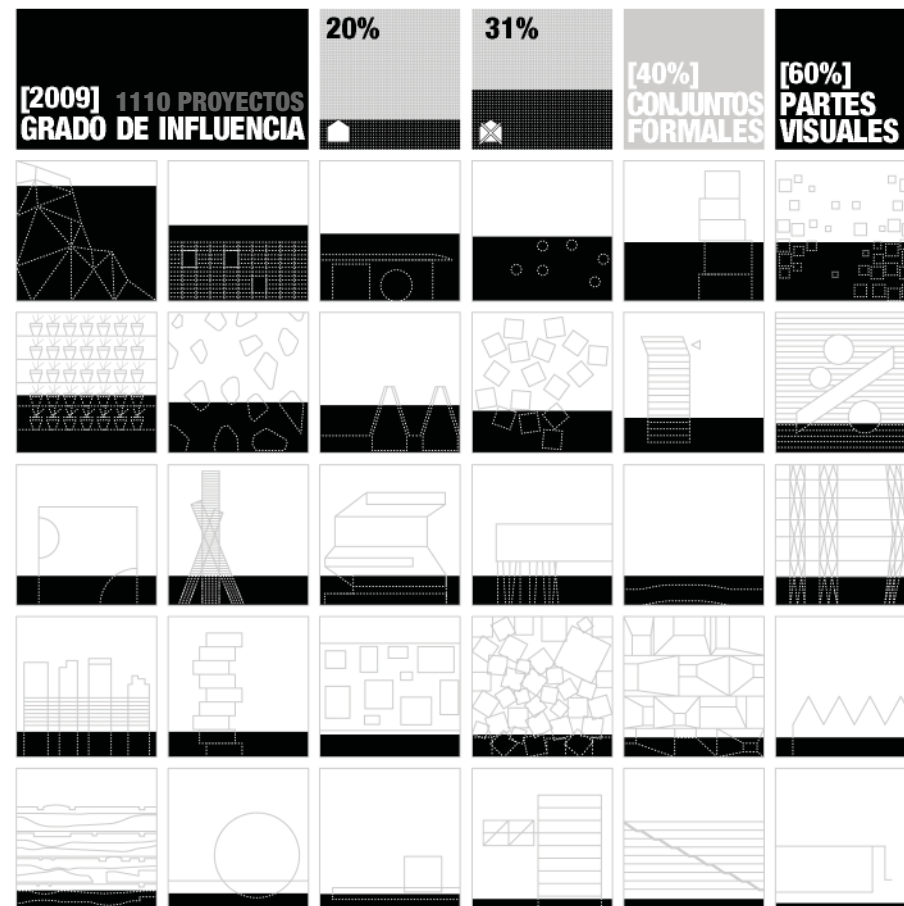 [2009] 1110 PROYECTOS
GRADO DE INFLUENCIA
20%
31%
[40%]
CONJUNTOS
FORMALES
[60%]
PARTES
VISUALES